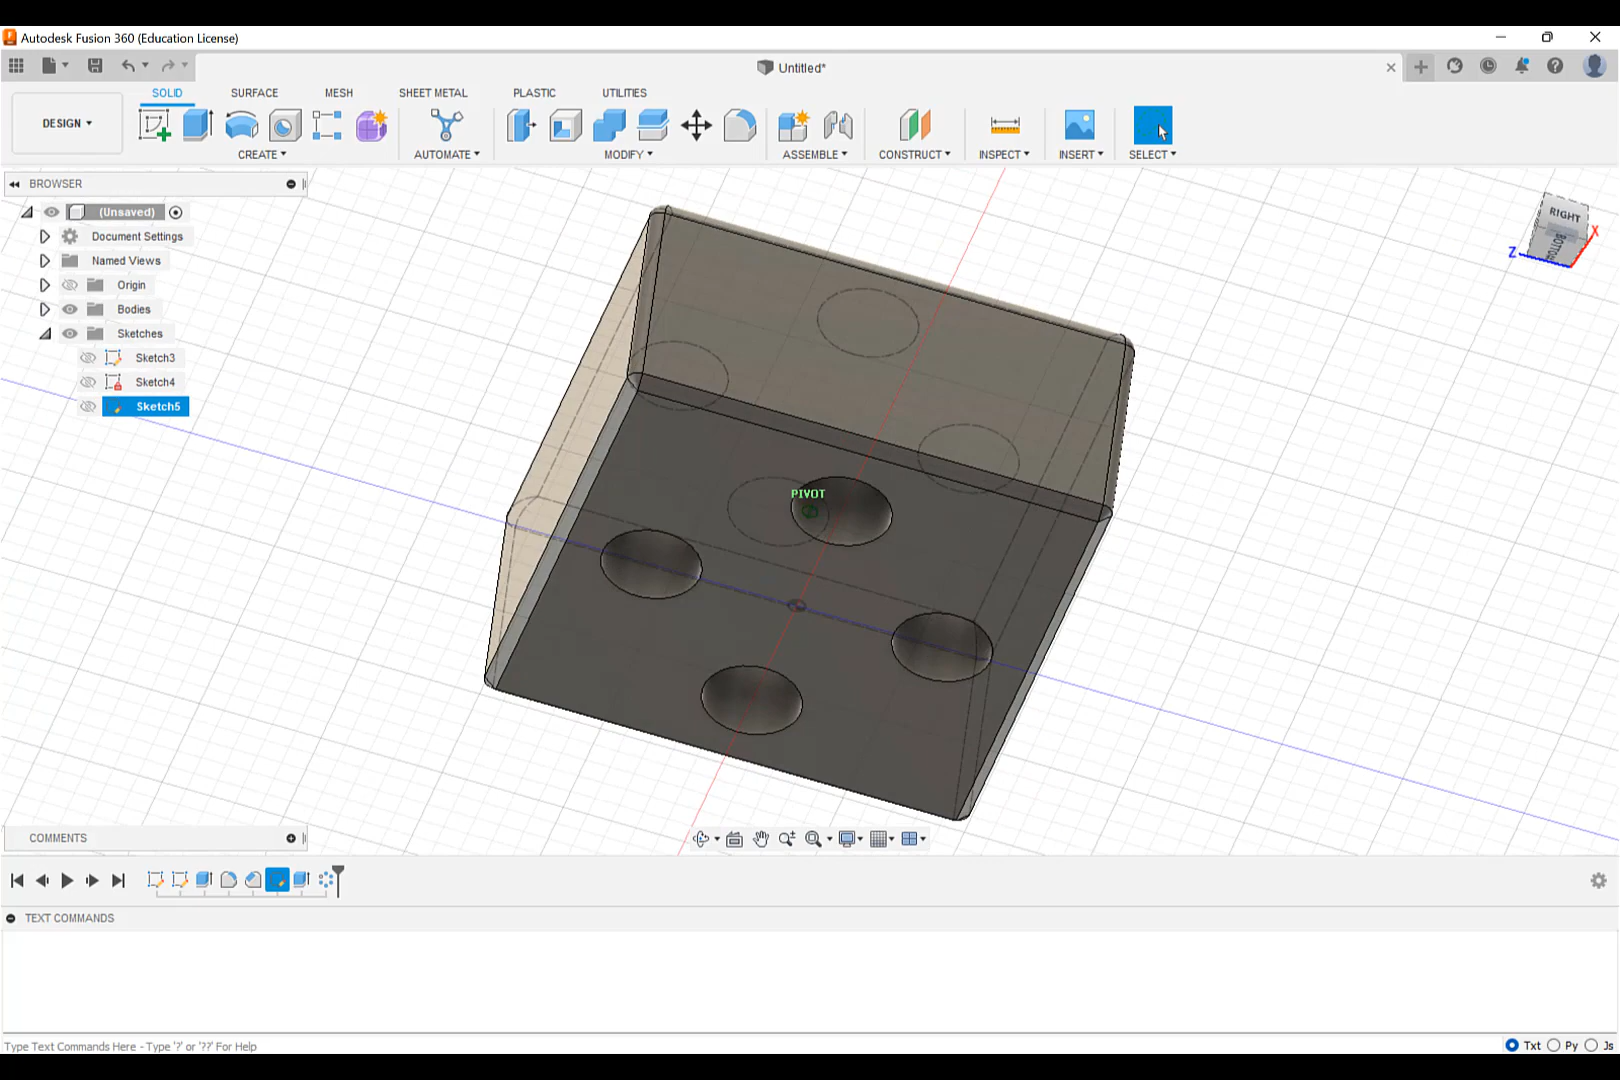 Autodesk Fusion 360 (Education License)
Untitled*
SOLID
SURFACE
MESH
SHEET METAL
PLASTIC
UTILITIES
DESIGN
CREATE
AUTOMATE
MODIFY
ASSEMBLE
CONSTRUCT
INSPECT
INSERT
SELECT
BROWSER
(Unsaved)
Document Settings
Named Views
Origin
Bodies
Sketches
Sketch3
Sketch4
Sketch5
RIGHT
BOTTOM
X
Z
PIVOT
COMMENTS
TEXT COMMANDS
Type Text Commands Here - Type '?' or '??' For Help
Txt
Py
Js